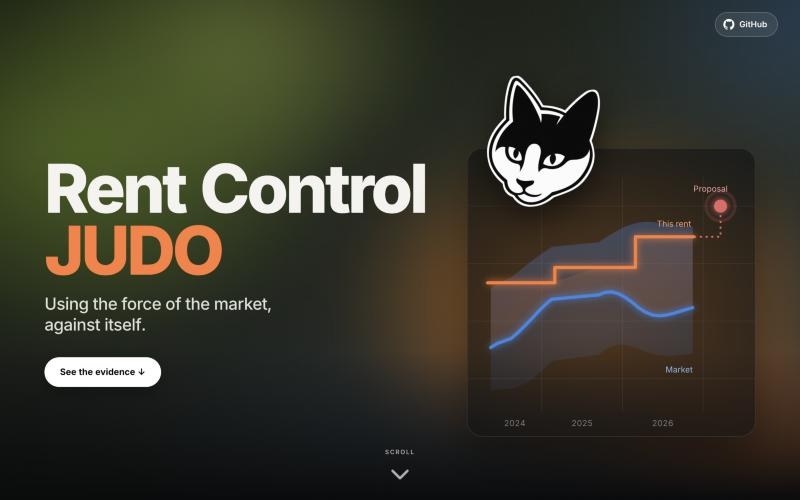 GitHub
Rent Control
JUDO
Using the force of the market,
against itself.
See the evidence ↓
Proposal
This rent
Market
2024 2025 2026
SCROLL